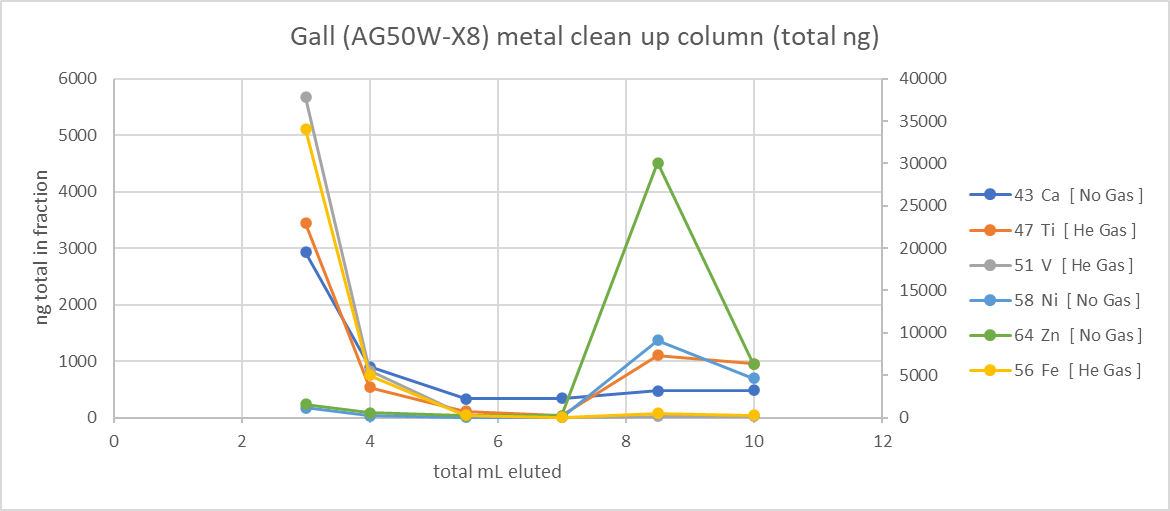 Gall (AG50W-X8) metal clean up column (total ng)
6000
5000
4000
3000
2000
1000
0
ng total in fraction
40000
35000
30000
25000
20000
15000
10000
5000
0
0 2 4 6 8 10 12
total mL eluted
43 Ca [ No Gas ]
47 Ti [ He Gas ]
51 V [ He Gas ]
58 Ni [ No Gas ]
64 Zn [ No Gas ]
56 Fe [ He Gas ]